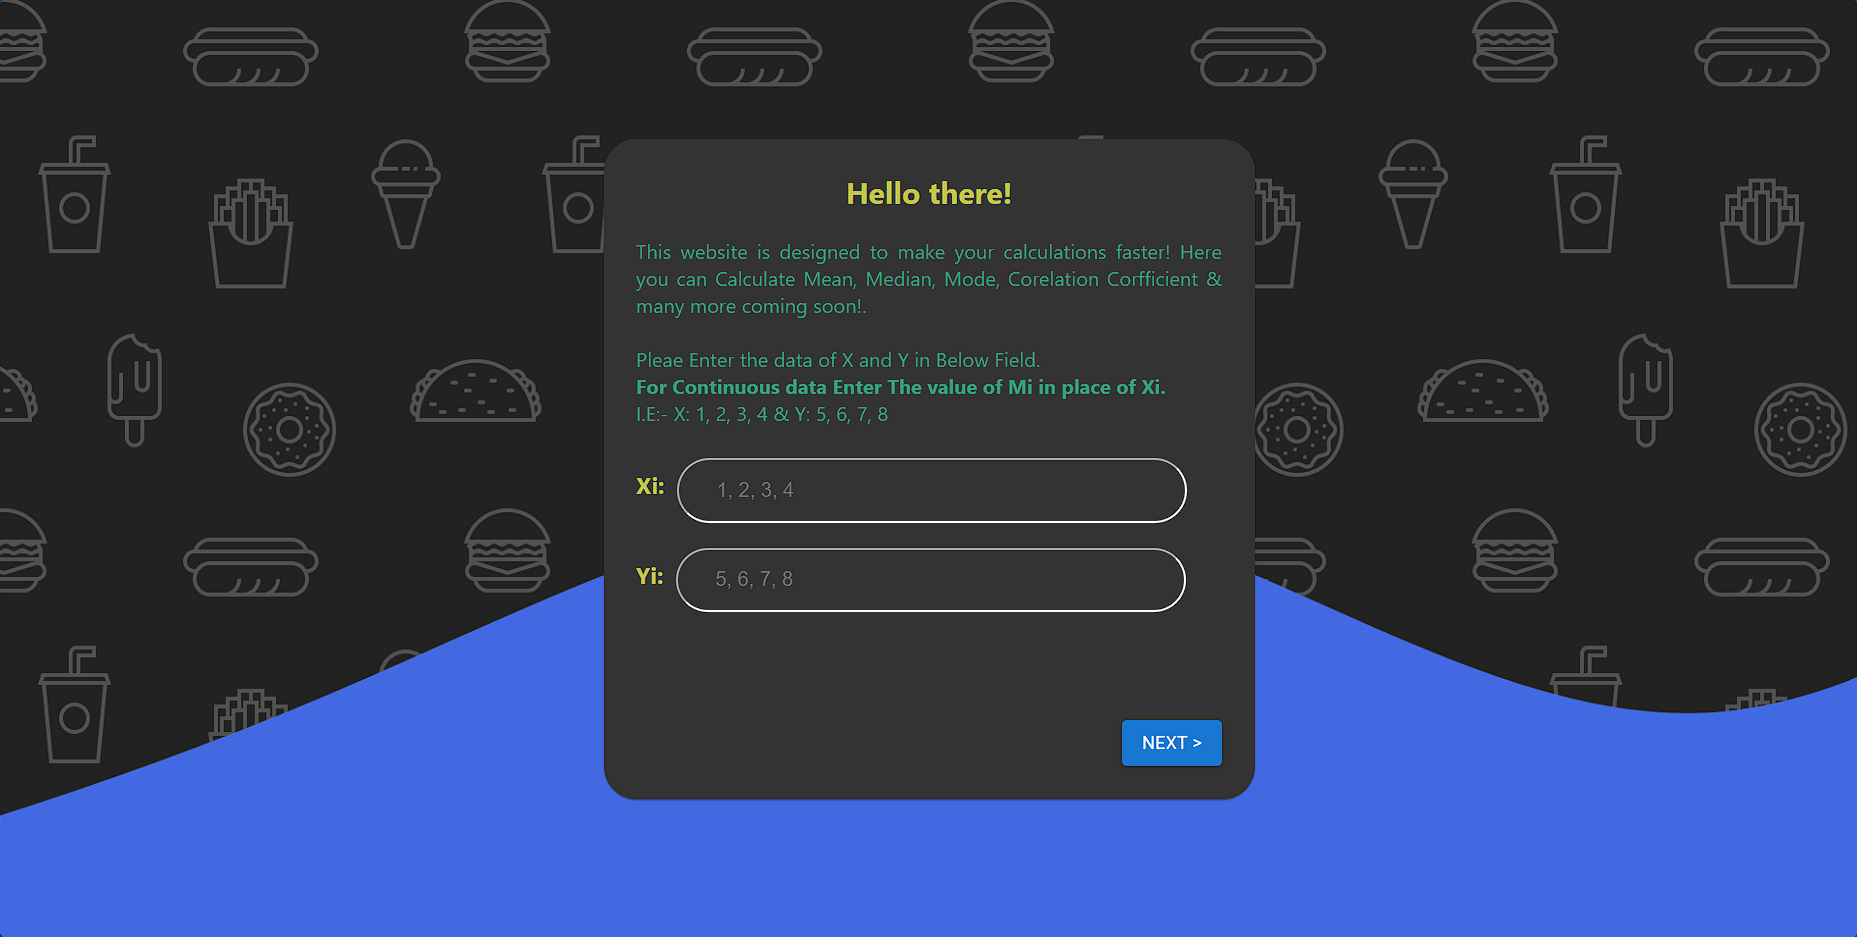 Hello there!
This website is designed to make your calculations faster! Here
you can Calculate Mean, Median, Mode, Corelation Corfficient &
many more coming soon!.
Pleae Enter the data of X and Y in Below Field.
For Continuous data Enter The value of Mi in place of Xi.
I.E:- X: 1, 2, 3, 4 & Y: 5, 6, 7, 8
Xi: 1, 2, 3, 4
Yi: 5, 6, 7, 8
NEXT >